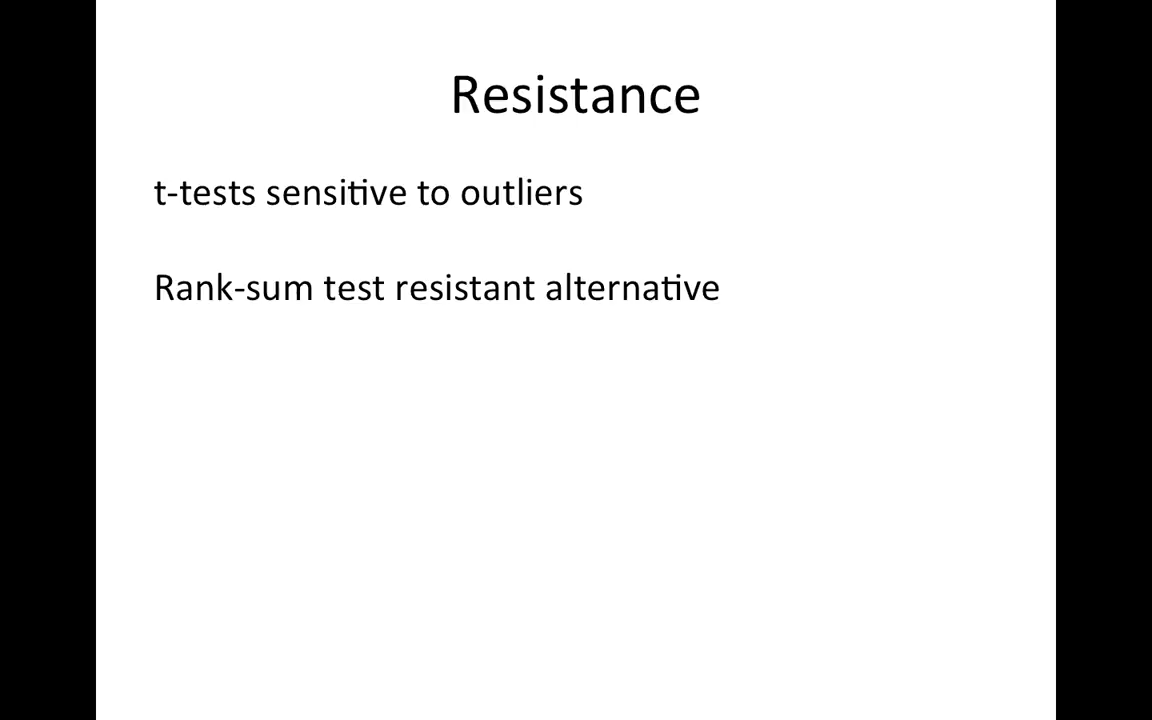 Resistance
t-tests sensitive to outliers
Rank-sum test resistant alternative